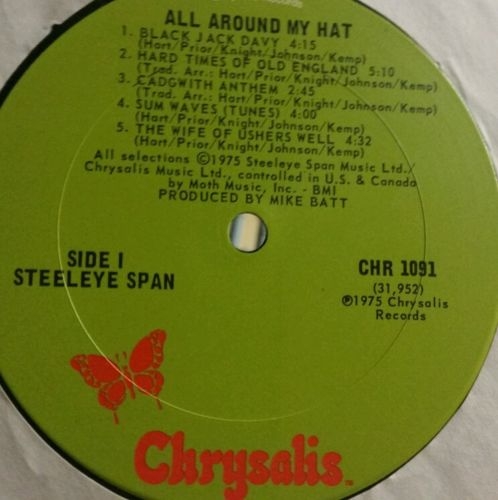 Records
ALL AROUND MY HAT
1. BLACK JACK DAVY 4:15
(Hart/Prior/Knight/Johnson/Kemp)
2. HARD TIMES OF OLD ENGLAND 5:10
(Trad. Arr.: Hart/Prior/Knight/Johnson/Kemp)
3. CADGWITH ANTHEM 2:45
(Trad. Arr.: Hart/Prior/Knight/Johnson/Kemp)
4. SUM WAVES (TUNES) 4:00
(Hart/Prior/Knight/Johnson/Kemp)
5. THE WIFE OF USHERS WELL 4:32
(Hart/Prior/Knight/Johnson/Kemp)
All selections ©1975 Steeleye Span Music Ltd./
Chrysalis Music Ltd., controlled in U.S. & Canada
by Moth Music, Inc. - BMI
PRODUCED BY MIKE BATT
SIDE I
STEELEYE SPAN
CHR 1091
(31,952)
℗1975 Chrysalis
Records
Chrysalis™